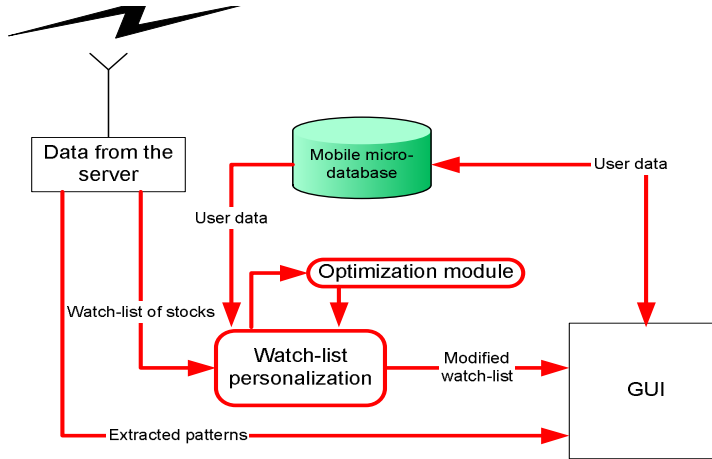 Data from the
server
Mobile micro-
database
User data
User data
Optimization module
Watch-list of stocks
Watch-list
personalization
Modified
watch-list
GUI
Extracted patterns